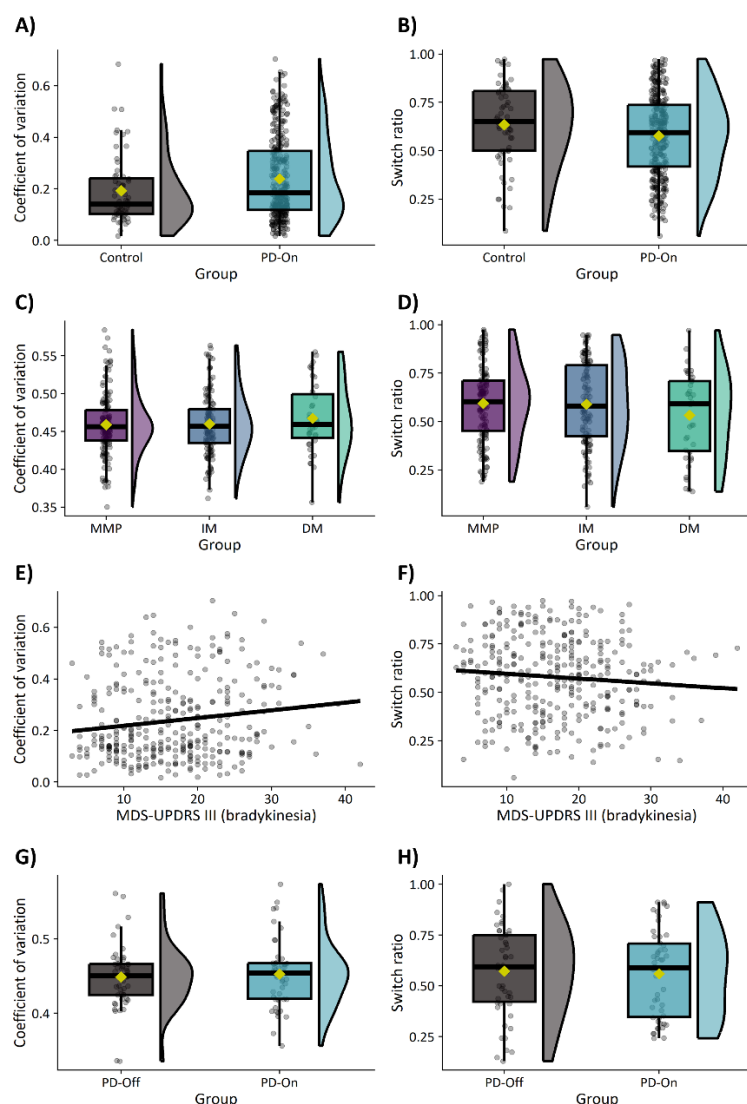 A)
Coefficient of variation
0.6
0.4
0.2
0.0
Control
PD-On
Group
B)
Switch ratio
1.00
0.75
0.50
0.25
Control
PD-On
Group
C)
Coefficient of variation
0.55
0.50
0.45
0.40
0.35
MMP
IM
DM
Group
D)
Switch ratio
1.00
0.75
0.50
0.25
MMP
IM
DM
Group
E)
Coefficient of variation
0.6
0.4
0.2
0.0
10
20
30
40
MDS-UPDRS III (bradykinesia)
F)
Switch ratio
1.00
0.75
0.50
0.25
10
20
30
40
MDS-UPDRS III (bradykinesia)
G)
Coefficient of variation
0.5
0.4
PD-Off
PD-On
Group
H)
Switch ratio
1.00
0.75
0.50
0.25
PD-Off
PD-On
Group